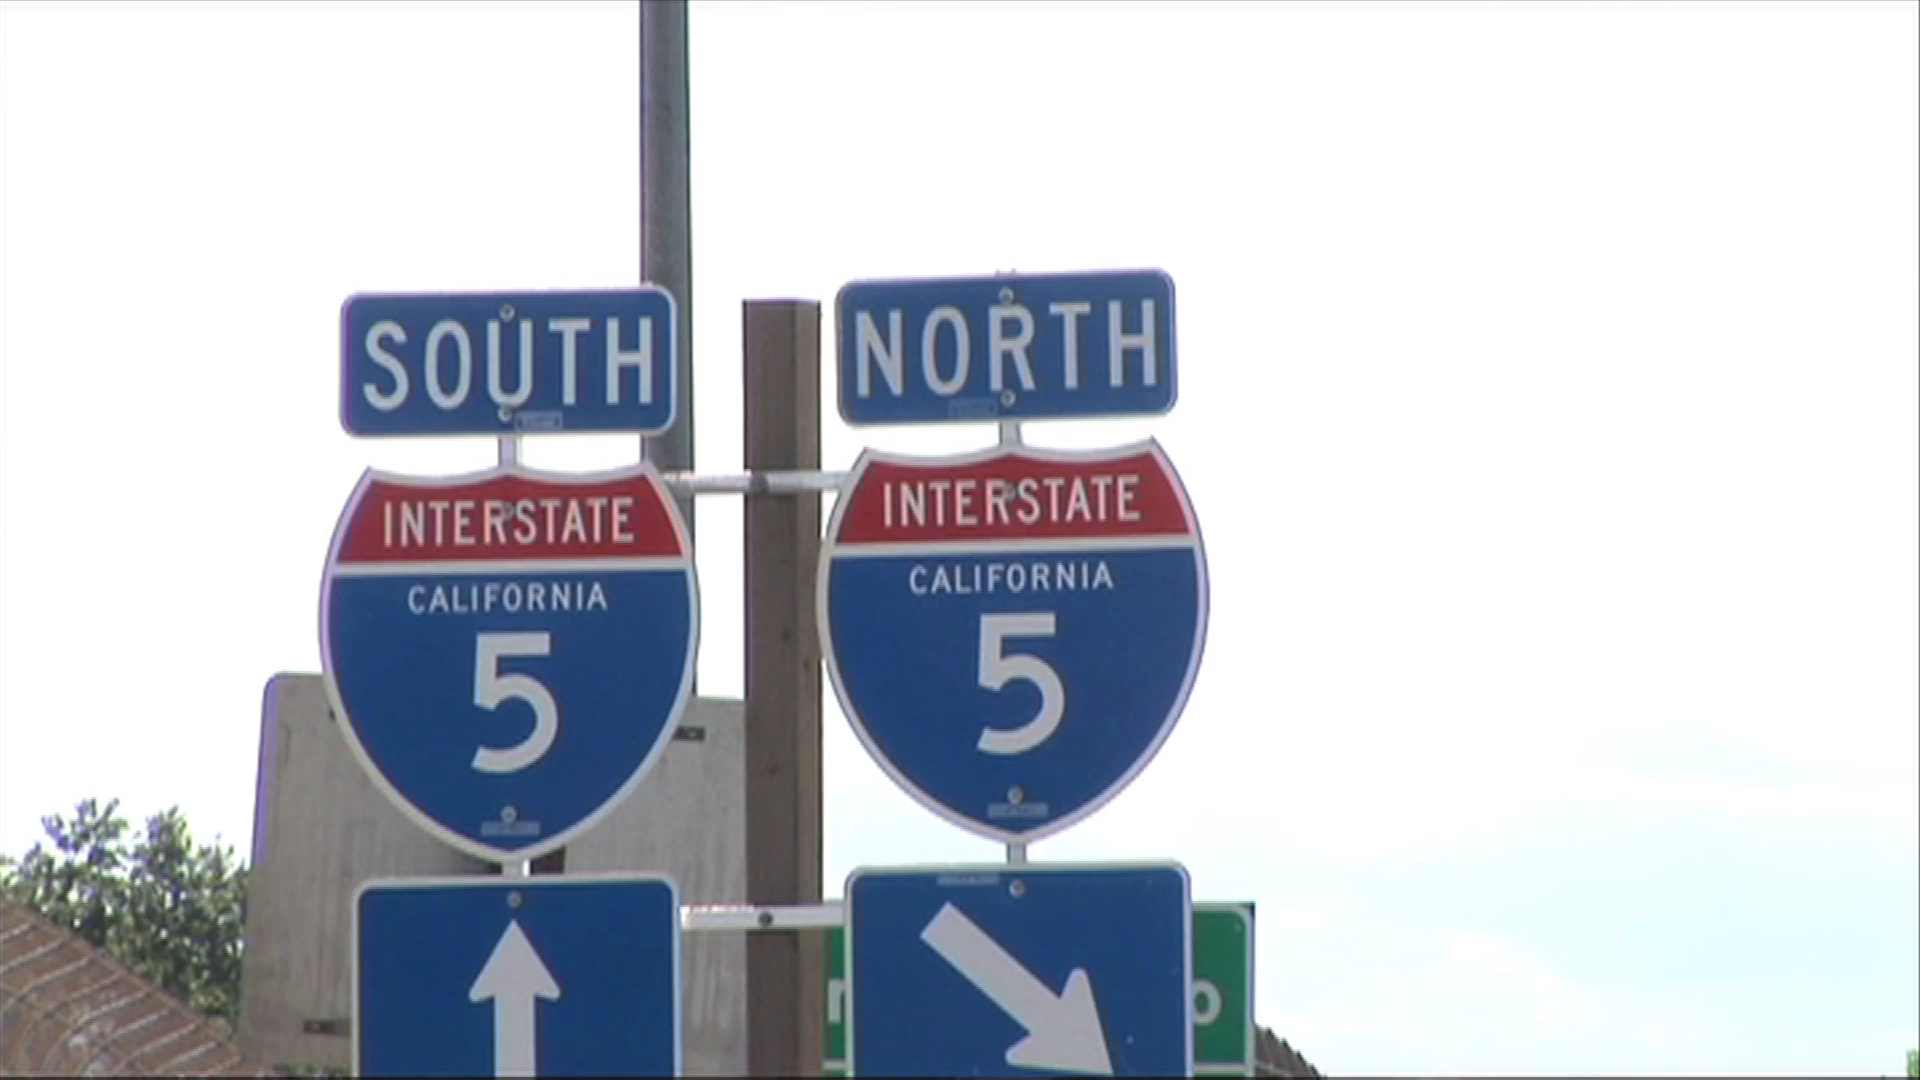 SOUTH
INTERSTATE
CALIFORNIA
5
NORTH
INTERSTATE
CALIFORNIA
5